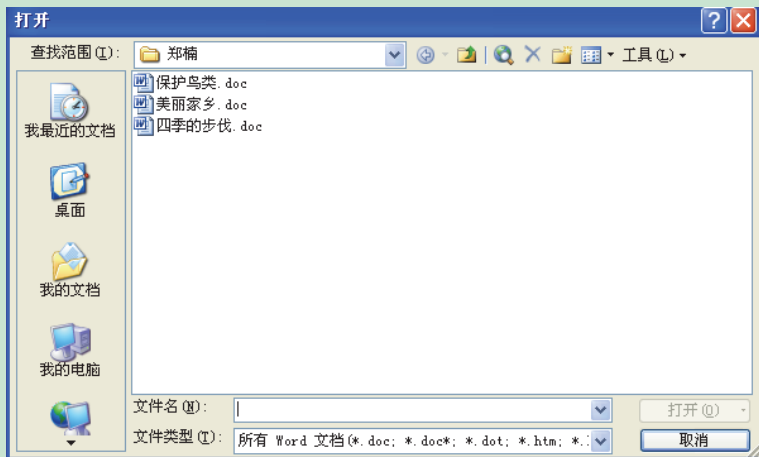 打开
查找范围(I):
郑楠
工具(L)
保护鸟类.doc
美丽家乡.doc
四季的步伐.doc
我最近的文档
桌面
我的文档
我的电脑
文件名(N):
打开(O)
文件类型(T):
所有 Word 文档(*.doc; *.doc*; *.dot; *.htm; *.
取消